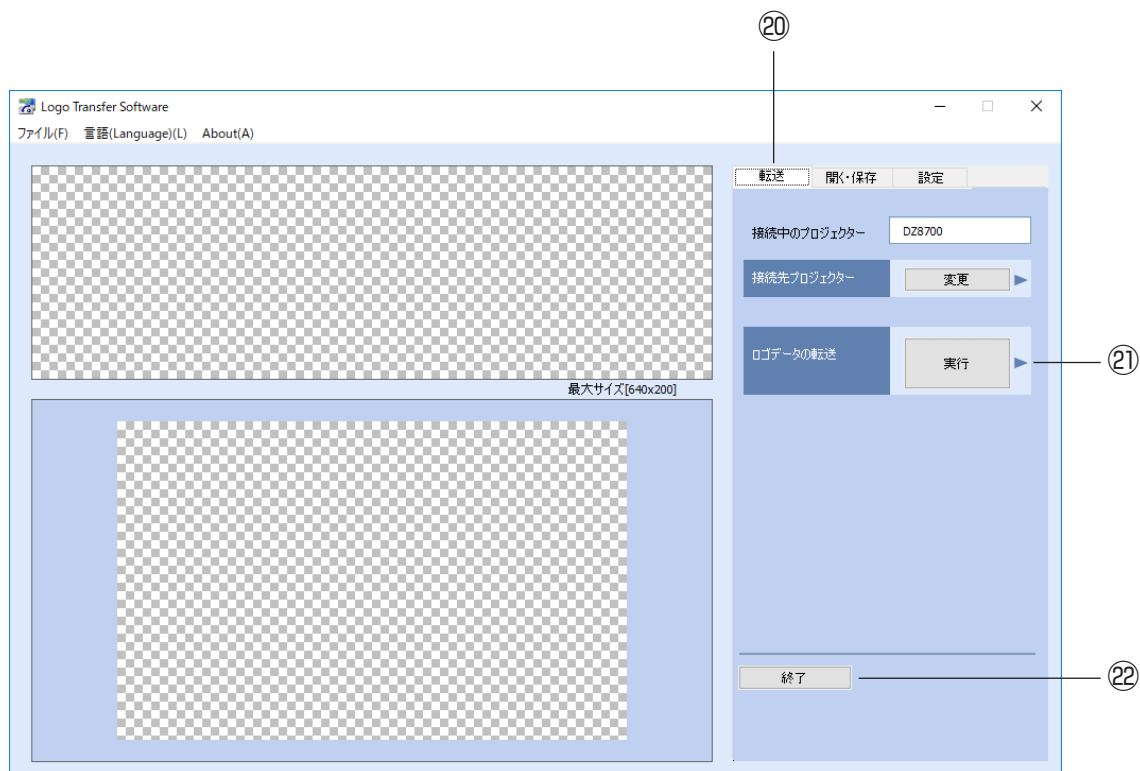 ⑳
Logo Transfer Software
ファイル(F) 言語(Language)(L) About(A)
転送 開く・保存 設定
接続中のプロジェクター DZ8700
接続先プロジェクター 変更
ロゴデータの転送 実行
㉑
最大サイズ[640x200]
終了
㉒